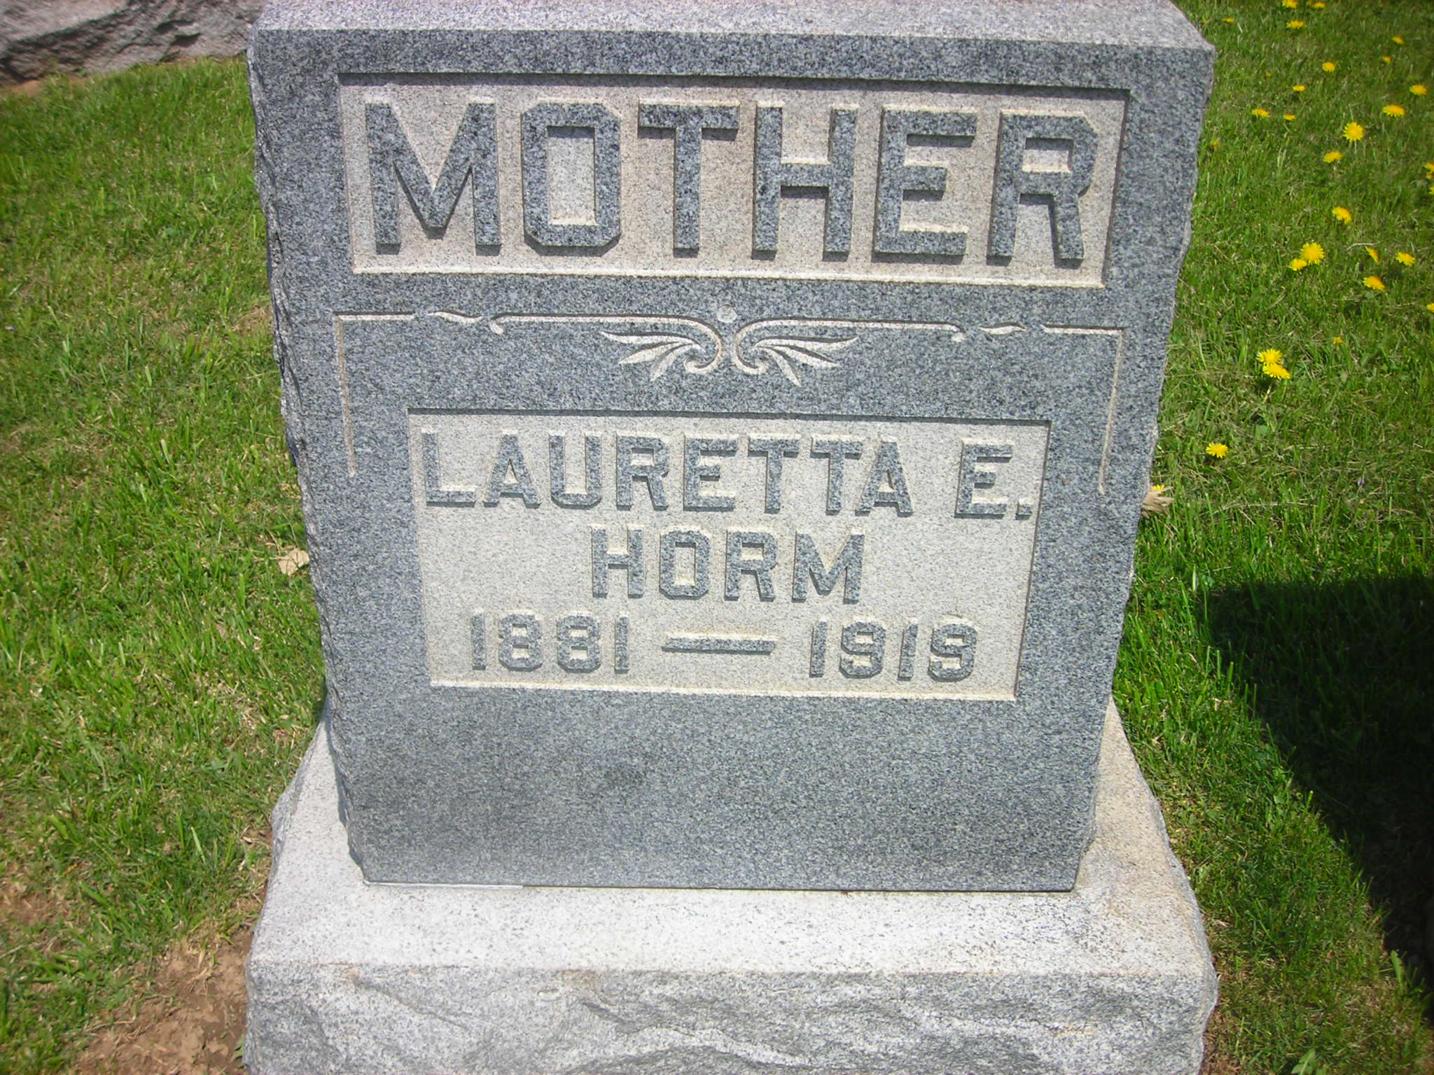 MOTHER
LAURETTA E.
HORM
1881 — 1919